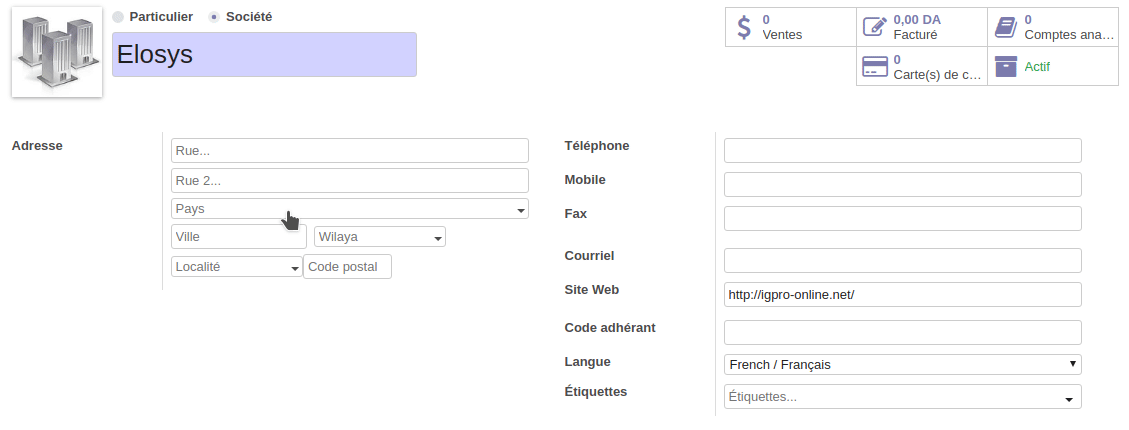 Particulier Société
Elosys
0
Ventes
0,00 DA
Facturé
0
Comptes ana…
0
Carte(s) de c…
Actif
Adresse
Rue...
Rue 2...
Pays
Ville Wilaya
Localité Code postal
Téléphone
Mobile
Fax
Courriel
Site Web http://igpro-online.net/
Code adhérant
Langue French / Français
Étiquettes Étiquettes...